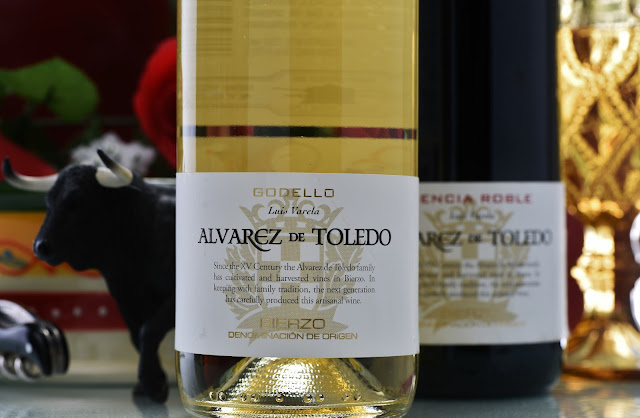 GODELLO
Luis Varela
ALVAREZ DE TOLEDO
Since the XV Century the Alvarez de Toledo family
has cultivated and harvested vines in Bierzo. In
keeping with family tradition, the next generation
has carefully produced this artisanal wine.
BIERZO
DENOMINACIÓN DE ORIGEN
ENCIA ROBLE
AREZ DE TOLEDO